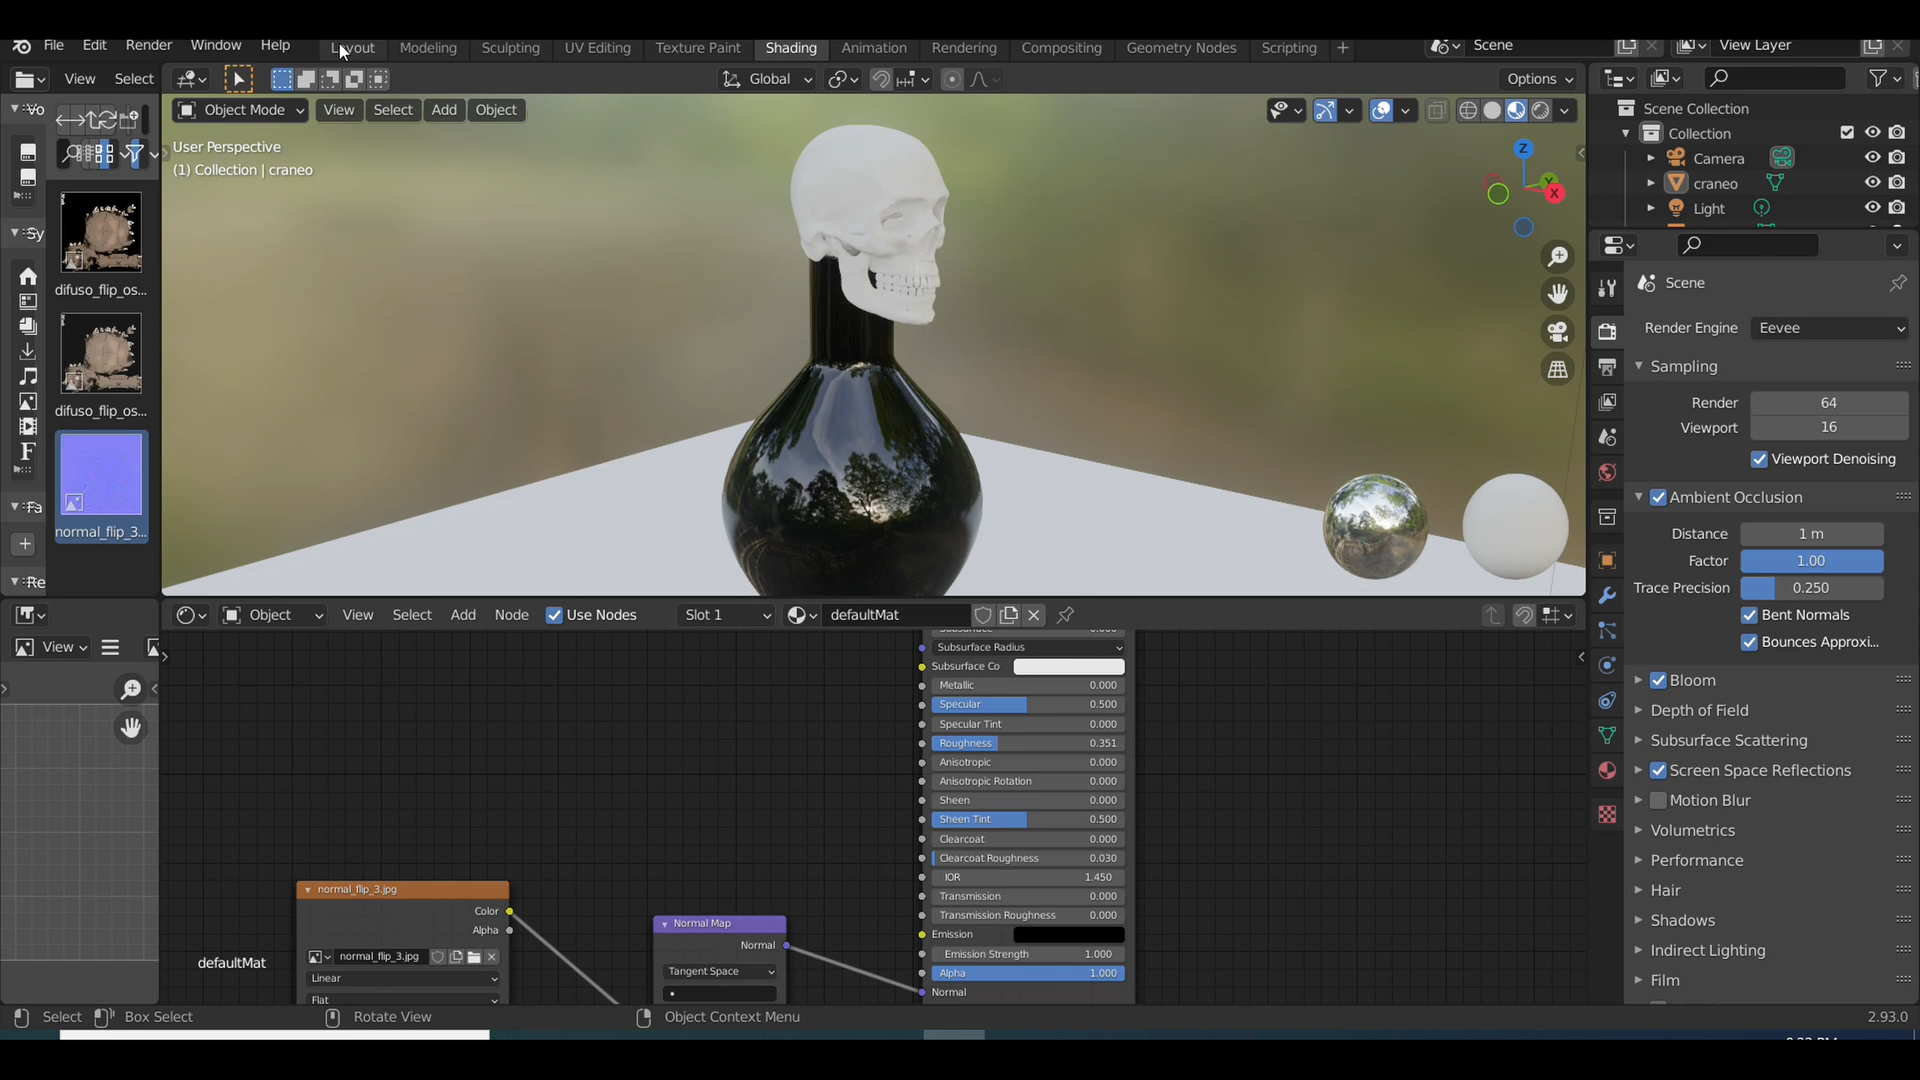 File Edit Render Window Help
Layout Modeling Sculpting UV Editing Texture Paint Shading Animation Rendering Compositing Geometry Nodes Scripting +
Scene
View Layer
View Select
Global
Options
Object Mode View Select Add Object
User Perspective
(1) Collection | craneo
Z
Y
X
Vo
difuso_flip_os...
Sy
difuso_flip_os...
normal_flip_3...
F
Fa
Re
Scene Collection
Collection
Camera
craneo
Light
Scene
Render Engine Eevee
Sampling
Render 64
Viewport 16
Viewport Denoising
Ambient Occlusion
Distance 1 m
Factor 1.00
Trace Precision 0.250
Bent Normals
Bounces Approxi...
Bloom
Depth of Field
Subsurface Scattering
Screen Space Reflections
Motion Blur
Volumetrics
Performance
Hair
Shadows
Indirect Lighting
Film
Object View Select Add Node Use Nodes Slot 1 defaultMat
View
Subsurface Radius
Subsurface Co
Metallic 0.000
Specular 0.500
Specular Tint 0.000
Roughness 0.351
Anisotropic 0.000
Anisotropic Rotation 0.000
Sheen 0.000
Sheen Tint 0.500
Clearcoat 0.000
Clearcoat Roughness 0.030
IOR 1.450
Transmission 0.000
Transmission Roughness 0.000
Emission
Emission Strength 1.000
Alpha 1.000
Normal
normal_flip_3.jpg
Color
Alpha
normal_flip_3.jpg
Linear
Flat
defaultMat
Normal Map
Normal
Tangent Space
Select Box Select Rotate View Object Context Menu 2.93.0